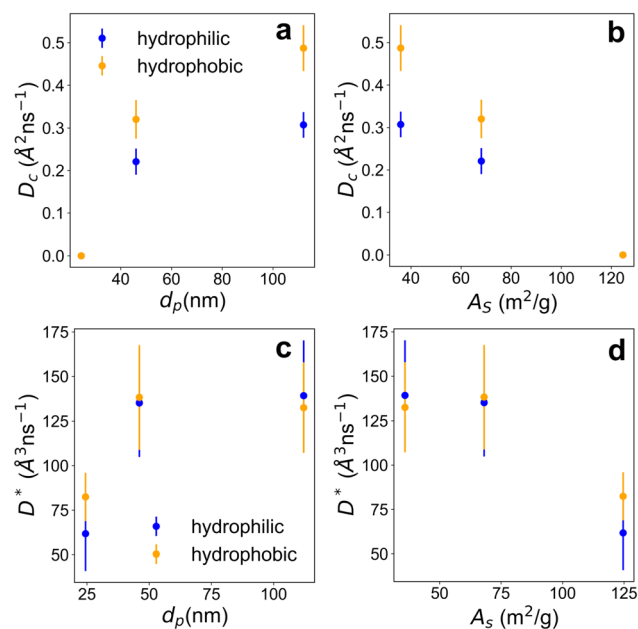 a
hydrophilic
hydrophobic
D_c (Å²ns⁻¹)
0.5
0.4
0.3
0.2
0.1
0.0
40
60
80
100
d_p(nm)
b
D_c (Å²ns⁻¹)
0.5
0.4
0.3
0.2
0.1
0.0
40
60
80
100
120
A_S (m²/g)
c
D* (Å³ns⁻¹)
175
150
125
100
75
50
hydrophilic
hydrophobic
25
50
75
100
d_p(nm)
d
D* (Å³ns⁻¹)
175
150
125
100
75
50
50
75
100
125
A_S (m²/g)